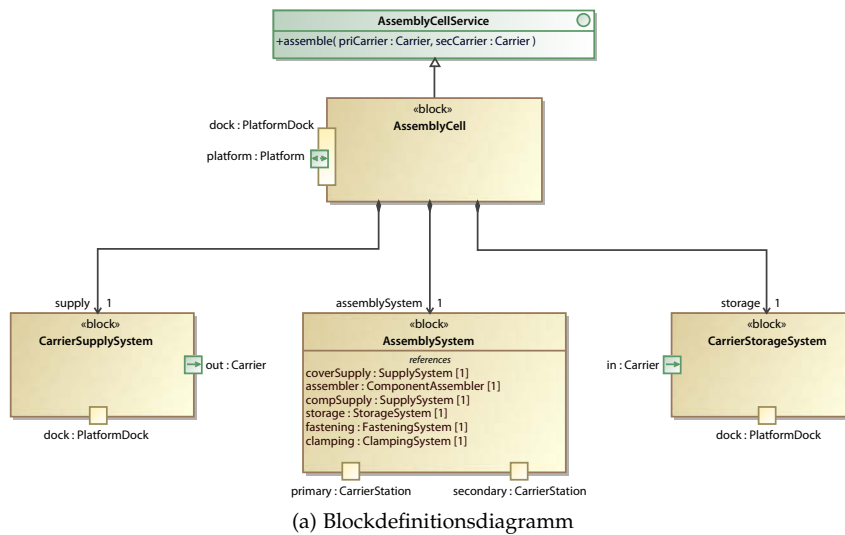 AssemblyCellService
+assemble( priCarrier : Carrier, secCarrier : Carrier )
«block»
AssemblyCell
dock : PlatformDock
platform : Platform
supply 1
assemblySystem 1
storage 1
«block»
CarrierSupplySystem
out : Carrier
dock : PlatformDock
«block»
AssemblySystem
references
coverSupply : SupplySystem [1]
assembler : ComponentAssembler [1]
compSupply : SupplySystem [1]
storage : StorageSystem [1]
fastening : FasteningSystem [1]
clamping : ClampingSystem [1]
primary : CarrierStation
secondary : CarrierStation
«block»
CarrierStorageSystem
in : Carrier
dock : PlatformDock
(a) Blockdefinitionsdiagramm